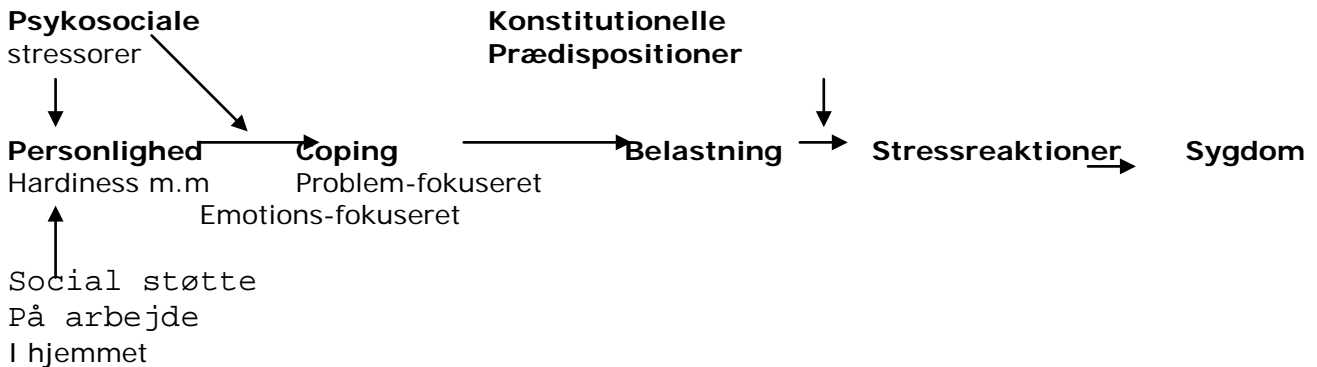 Psykosociale Konstitutionelle
stressorer Prædispositioner
Personlighed Coping Belastning Stressreaktioner Sygdom
Hardiness m.m Problem-fokuseret
Emotions-fokuseret
Social støtte
På arbejde
I hjemmet